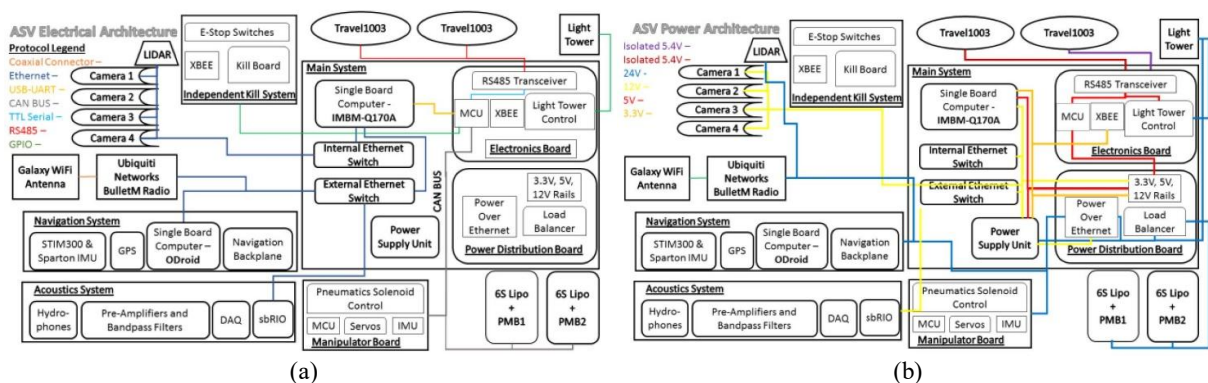 ASV Electrical Architecture
Protocol Legend
Coaxial Connector –
Ethernet –
USB-UART –
CAN BUS –
TTL Serial –
RS485 –
GPIO –
LIDAR
Camera 1
Camera 2
Camera 3
Camera 4
E-Stop Switches
XBEE
Kill Board
Independent Kill System
Travel1003
Travel1003
Light
Tower
Main System
Single Board
Computer -
IMBM-Q170A
RS485 Transceiver
MCU
XBEE
Light Tower
Control
Electronics Board
Internal Ethernet
Switch
External Ethernet
Switch
CAN BUS
3.3V, 5V,
12V Rails
Power
Over
Ethernet
Load
Balancer
Power Distribution Board
Power
Supply Unit
Galaxy WiFi
Antenna
Ubiquiti
Networks
BulletM Radio
Navigation System
STIM300 &
Sparton IMU
GPS
Single Board
Computer –
ODroid
Navigation
Backplane
Acoustics System
Hydro-
phones
Pre-Amplifiers and
Bandpass Filters
DAQ
sbRIO
Pneumatics Solenoid
Control
MCU
Servos
IMU
Manipulator Board
6S Lipo
+
PMB1
6S Lipo
+
PMB2
(a)
ASV Power Architecture
Isolated 5.4V –
Isolated 5.4V –
24V -
12V -
5V –
3.3V –
LIDAR
Camera 1
Camera 2
Camera 3
Camera 4
E-Stop Switches
XBEE
Kill Board
Independent Kill System
Travel1003
Travel1003
Light
Tower
Main System
Single Board
Computer -
IMBM-Q170A
RS485 Transceiver
MCU
XBEE
Light Tower
Control
Electronics Board
Internal Ethernet
Switch
External Ethernet
Switch
3.3V, 5V,
12V Rails
Power
Over
Ethernet
Load
Balancer
Power Distribution Board
Power
Supply Unit
Galaxy WiFi
Antenna
Ubiquiti
Networks
BulletM Radio
Navigation System
STIM300 &
Sparton IMU
GPS
Single Board
Computer –
ODroid
Navigation
Backplane
Acoustics System
Hydro-
phones
Pre-Amplifiers and
Bandpass Filters
DAQ
sbRIO
Pneumatics Solenoid
Control
MCU
Servos
IMU
Manipulator Board
6S Lipo
+
PMB1
6S Lipo
+
PMB2
(b)